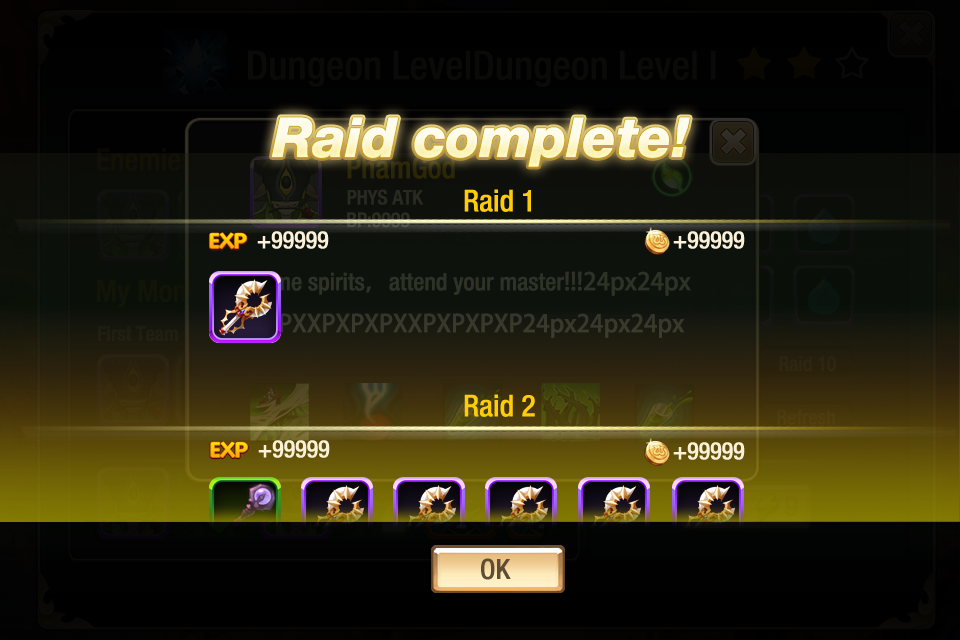 Dungeon LevelDungeon Level I
Raid complete!
Enemie
PhamGod
PHYS ATK
BP:9999
Raid 1
EXP +99999
+99999
me spirits, attend your master!!!24px24px
My Mon
PXXPXPXPXXPXPXPXP24px24px24px
First Team
Raid 10
Raid 2
Refresh
EXP +99999
+99999
OK